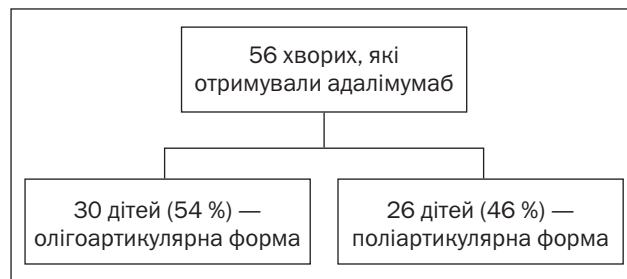 56 хворих, які
отримували адалімумаб
30 дітей (54 %) —
олігоартикулярна форма
26 дітей (46 %) —
поліартикулярна форма